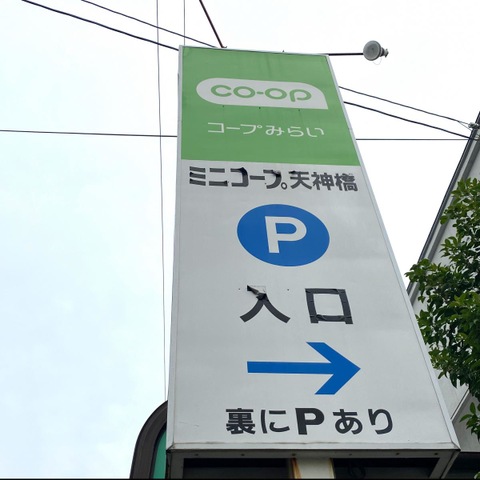 co-op
コープみらい
ミニコープ。天神橋
P
入口
裏にPあり